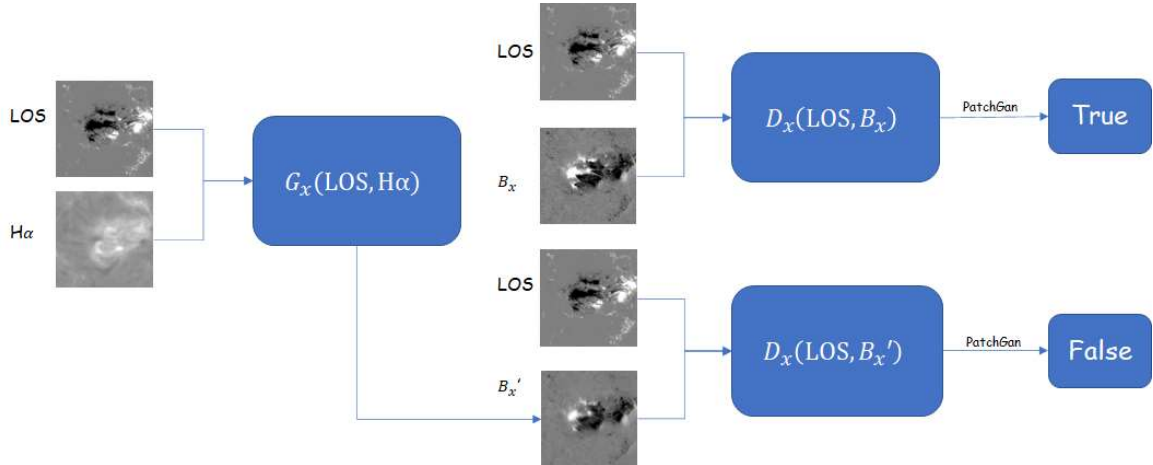 LOS
Hα
G_x(LOS, Hα)
LOS
B_x
D_x(LOS, B_x)
PatchGan
True
LOS
B_x′
D_x(LOS, B_x′)
PatchGan
False